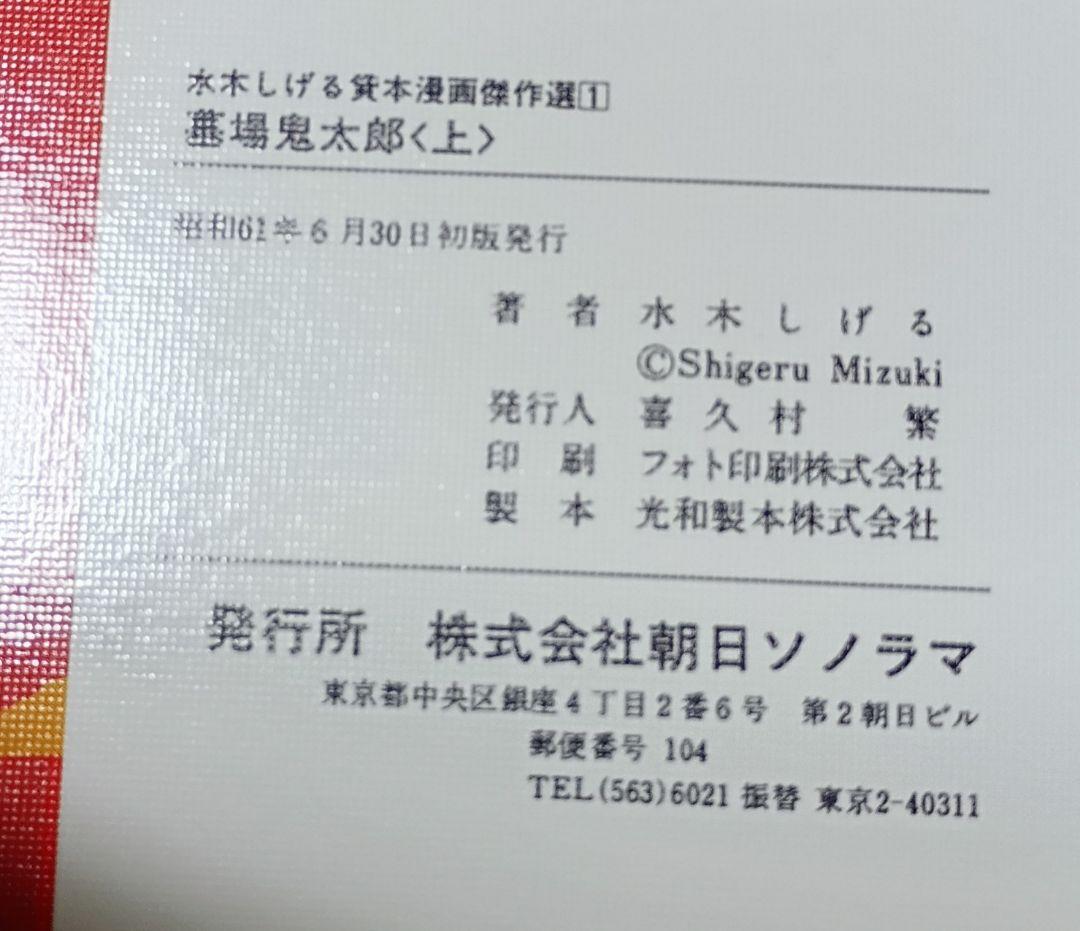 水木しげる貸本漫画傑作選1
墓場鬼太郎〈上〉
昭和61年6月30日初版発行
著者 水木しげる
©Shigeru Mizuki
発行人 喜久村 繁
印刷 フォト印刷株式会社
製本 光和製本株式会社
発行所 株式会社朝日ソノラマ
東京都中央区銀座4丁目2番6号 第2朝日ビル
郵便番号 104
TEL(563)6021 振替 東京2-40311